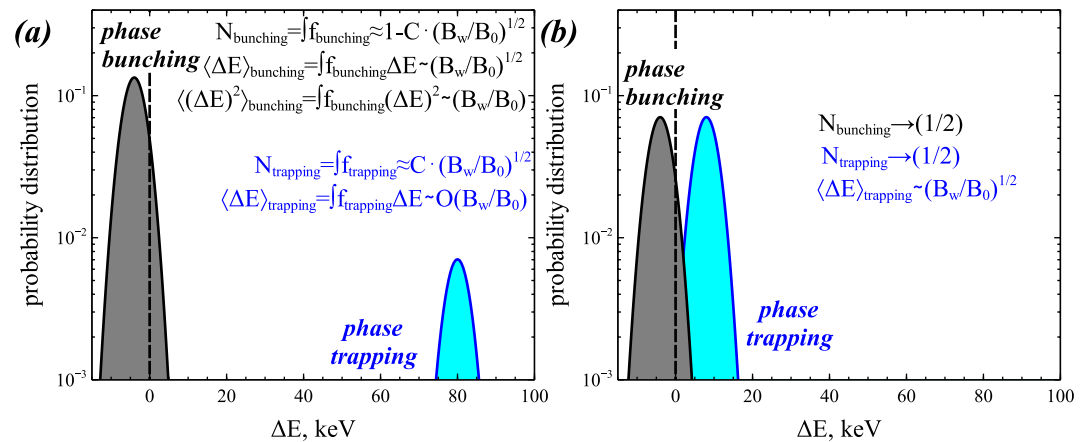 (a)
phase
bunching
N_bunching=∫f_bunching≈1-C·(B_w/B_0)^1/2
⟨ΔE⟩_bunching=∫f_bunchingΔE~(B_w/B_0)^1/2
⟨(ΔE)^2⟩_bunching=∫f_bunching(ΔE)^2~(B_w/B_0)
N_trapping=∫f_trapping≈C·(B_w/B_0)^1/2
⟨ΔE⟩_trapping=∫f_trappingΔE~O(B_w/B_0)
phase
trapping
probability distribution
10^-1
10^-2
10^-3
0 20 40 60 80 100
ΔE, keV
(b)
phase
bunching
N_bunching→(1/2)
N_trapping→(1/2)
⟨ΔE⟩_trapping~(B_w/B_0)^1/2
phase
trapping
probability distribution
10^-1
10^-2
10^-3
0 20 40 60 80 100
ΔE, keV